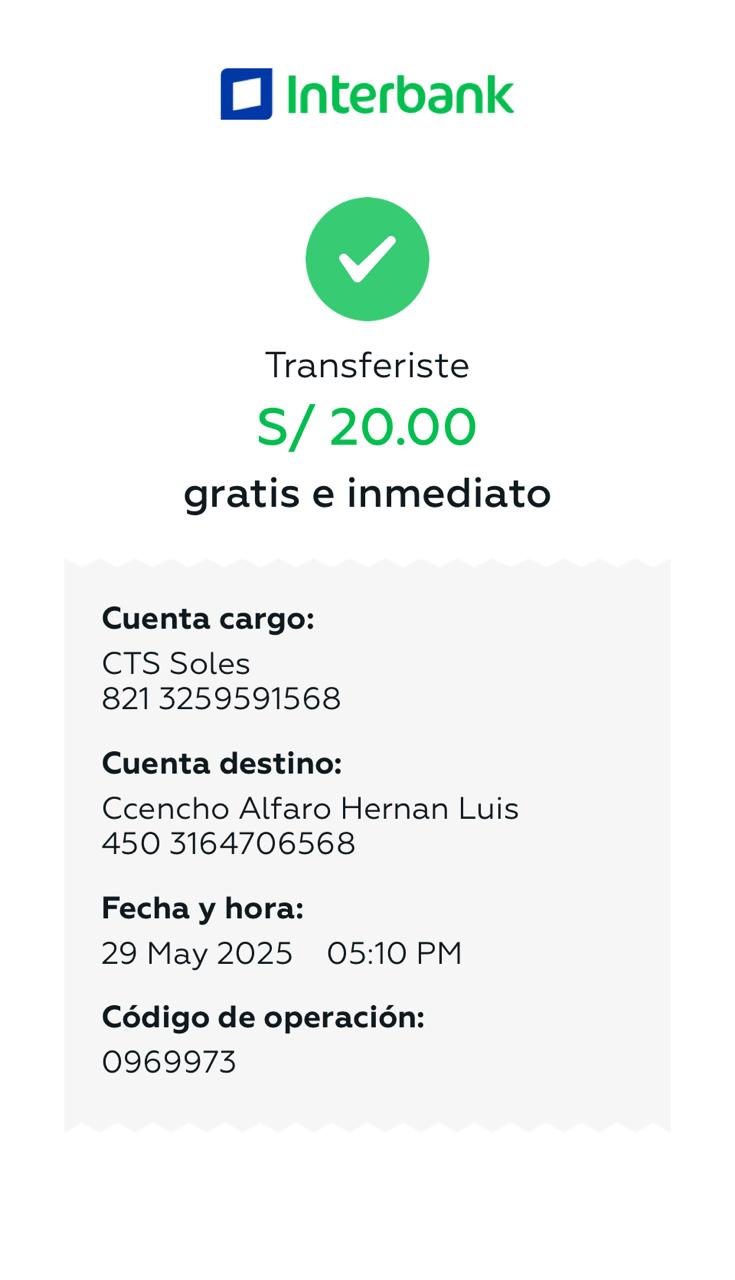 Interbank
Transferiste
S/ 20.00
gratis e inmediato
Cuenta cargo:
CTS Soles
821 3259591568
Cuenta destino:
Ccencho Alfaro Hernan Luis
450 3164706568
Fecha y hora:
29 May 2025 05:10 PM
Código de operación:
0969973